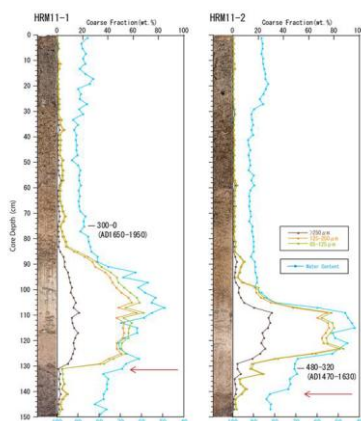 HRM11-1
HRM11-2
Coarse Fraction(wt.%)
Coarse Fraction(wt.%)
0 20 40 60 80 100
0 20 40 60 80 100
Core Depth (cm)
0
10
20
30
40
50
60
70
80
90
100
110
120
130
140
150
300-0
(AD1650-1950)
Water Content
480-320
(AD1470-1630)